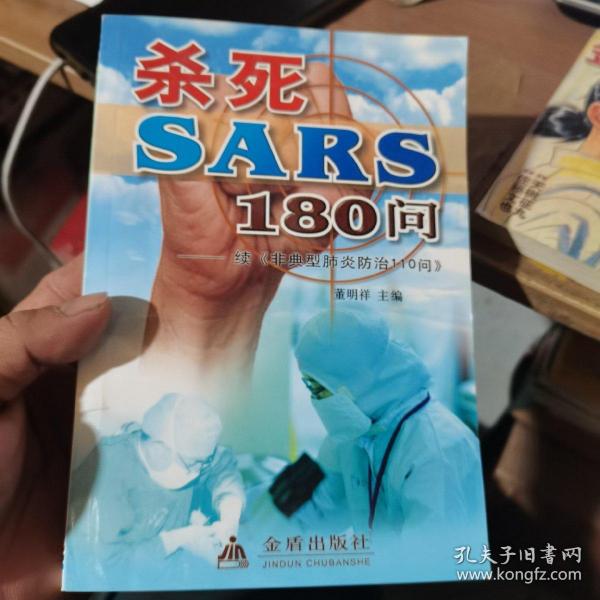 杀死
SARS
180问
——续《非典型肺炎防治110问》
董明祥 主编
金盾出版社
JINDUN CHUBANSHE
孔夫子旧书网
www.kongfz.com